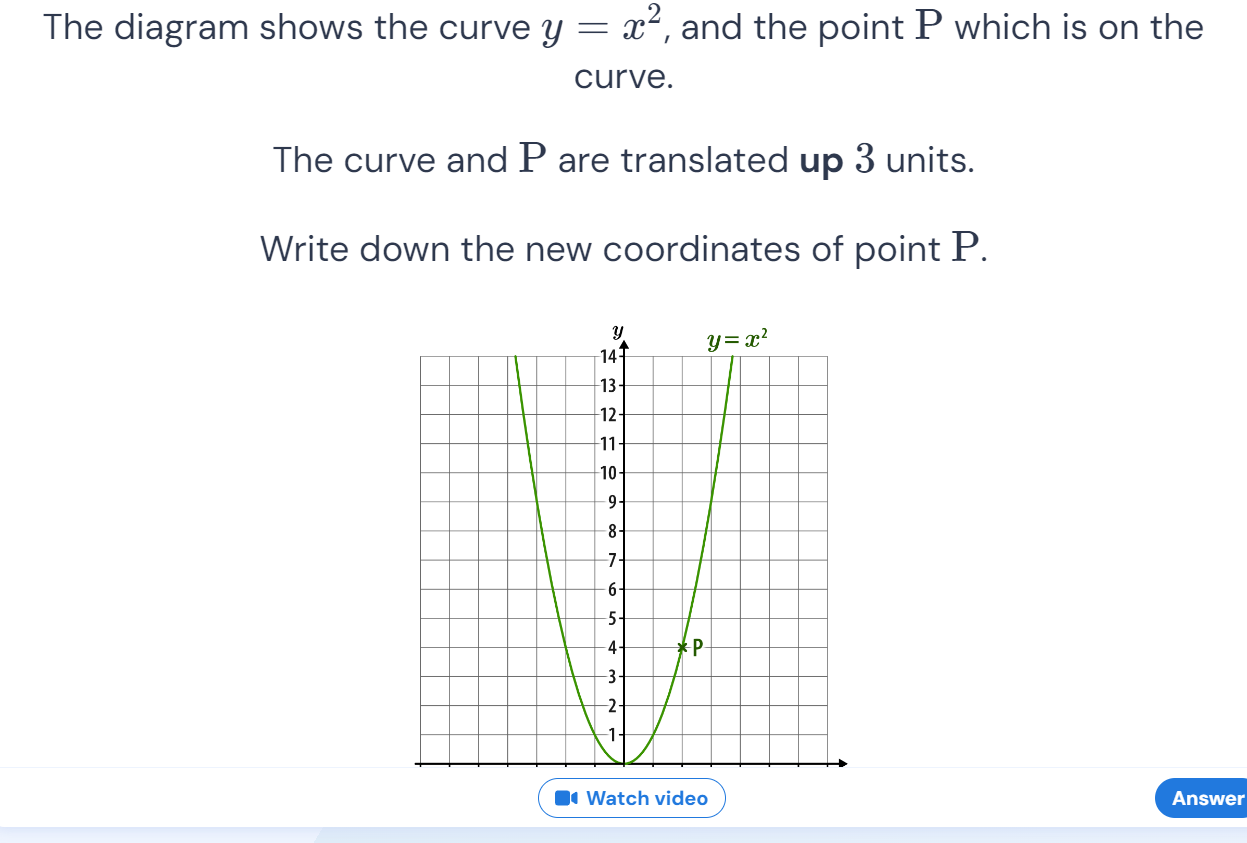 The diagram shows the curve y = x², and the point P which is on the
curve.
The curve and P are translated up 3 units.
Write down the new coordinates of point P.
y
y = x²
14
13
12
11
10
9
8
7
6
5
4
P
3
2
1
Watch video
Answer